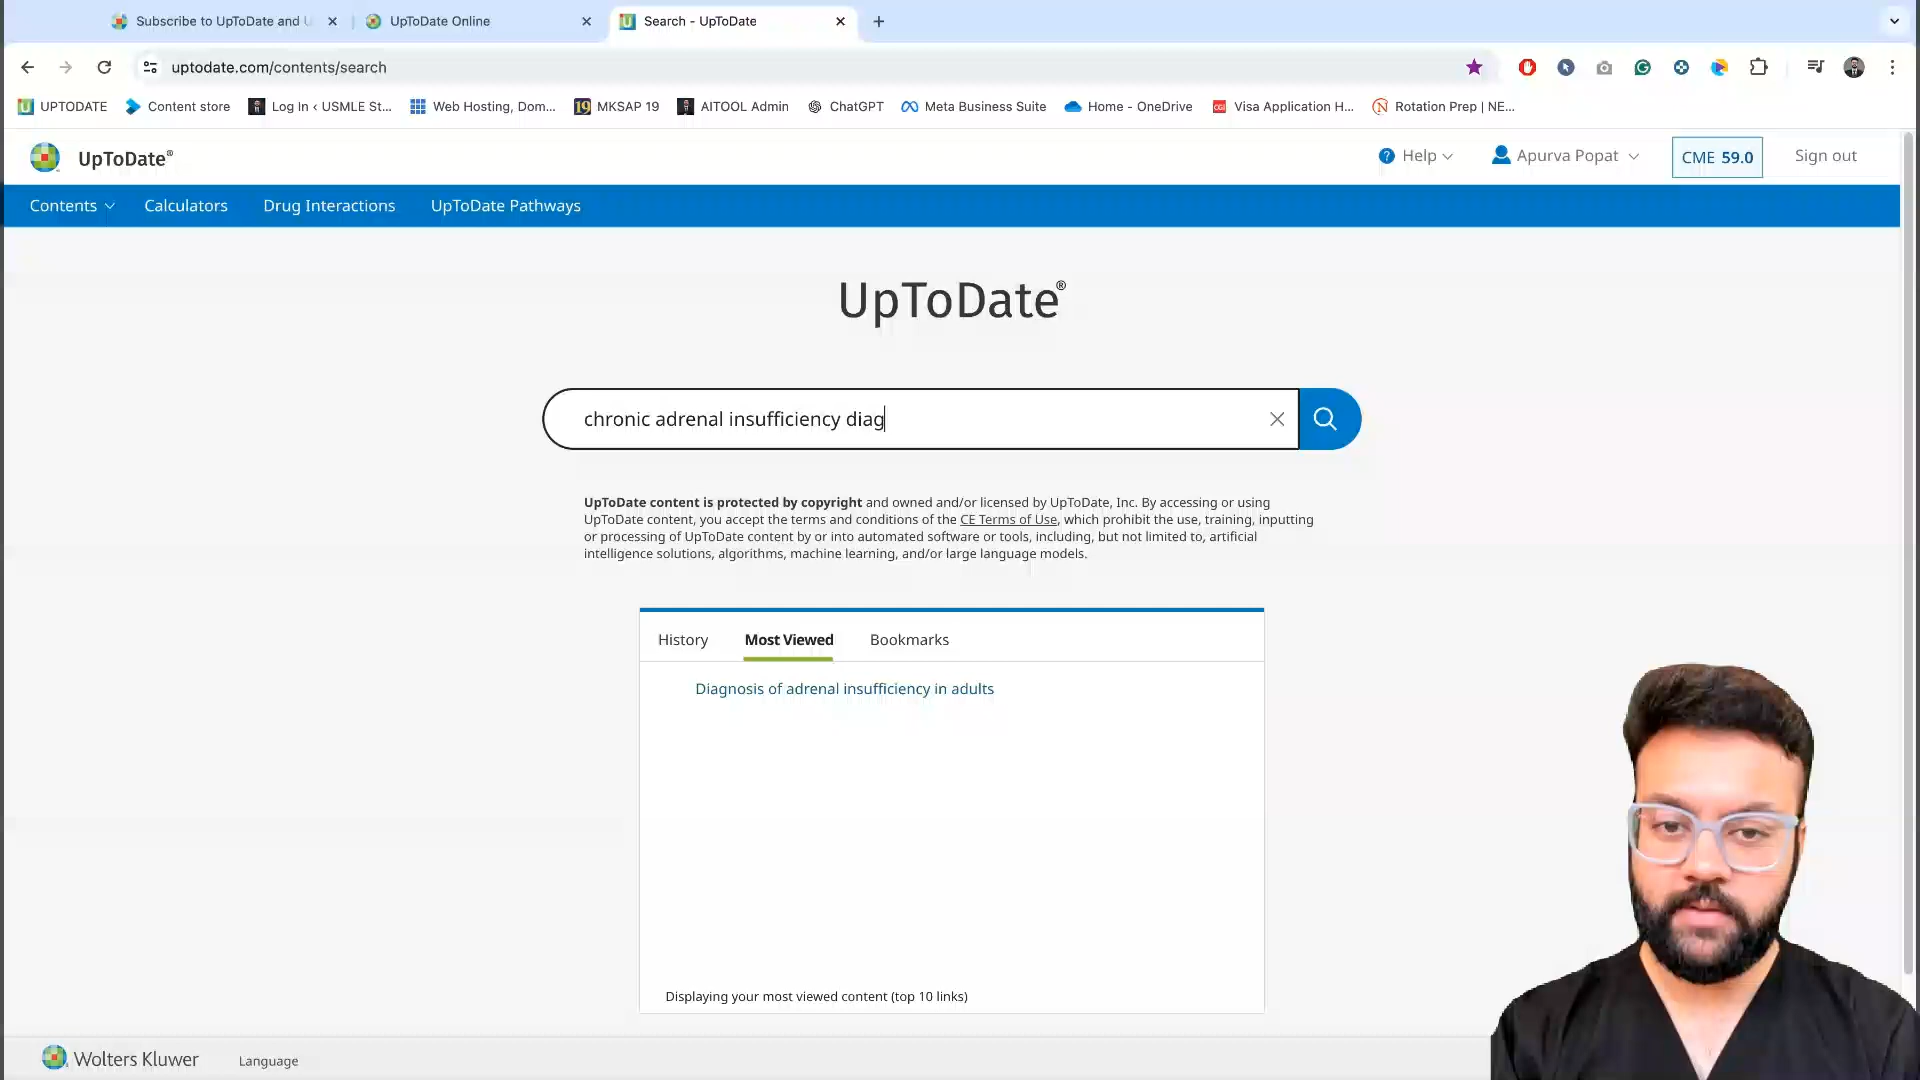 Subscribe to UpToDate and U
UpToDate Online
Search - UpToDate
uptodate.com/contents/search
UPTODATE
Content store
Log In ‹ USMLE St...
Web Hosting, Dom...
19
MKSAP 19
AITOOL Admin
ChatGPT
Meta Business Suite
Home - OneDrive
CGI
Visa Application H...
Rotation Prep | NE...
UpToDate®
? Help
Apurva Popat
CME 59.0
Sign out
Contents
Calculators
Drug Interactions
UpToDate Pathways
UpToDate®
chronic adrenal insufficiency diag
UpToDate content is protected by copyright and owned and/or licensed by UpToDate, Inc. By accessing or using
UpToDate content, you accept the terms and conditions of the CE Terms of Use, which prohibit the use, training, inputting
or processing of UpToDate content by or into automated software or tools, including, but not limited to, artificial
intelligence solutions, algorithms, machine learning, and/or large language models.
History
Most Viewed
Bookmarks
Diagnosis of adrenal insufficiency in adults
Displaying your most viewed content (top 10 links)
Wolters Kluwer
Language